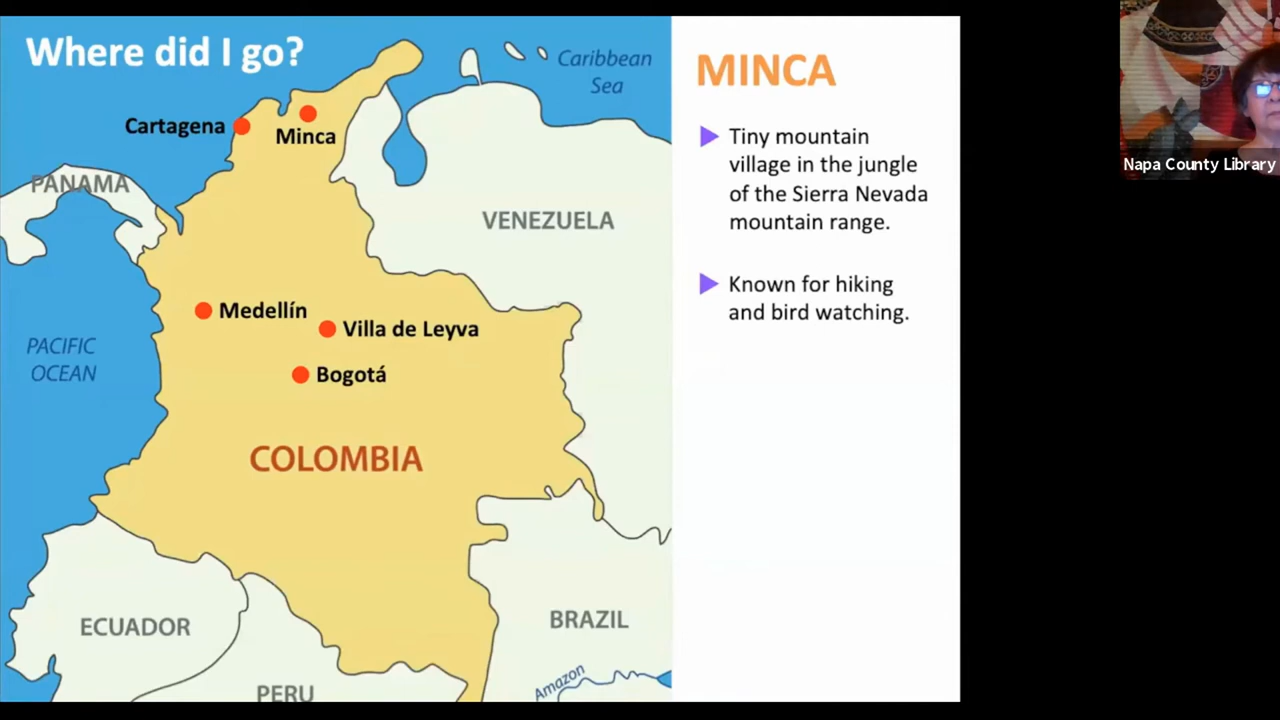 Where did I go?
Caribbean
Sea
Cartagena
Minca
PANAMA
VENEZUELA
Medellín
Villa de Leyva
PACIFIC
OCEAN
Bogotá
COLOMBIA
ECUADOR
BRAZIL
Amazon
PERU
MINCA
Tiny mountain
village in the jungle
of the Sierra Nevada
mountain range.
Known for hiking
and bird watching.
Napa County Library